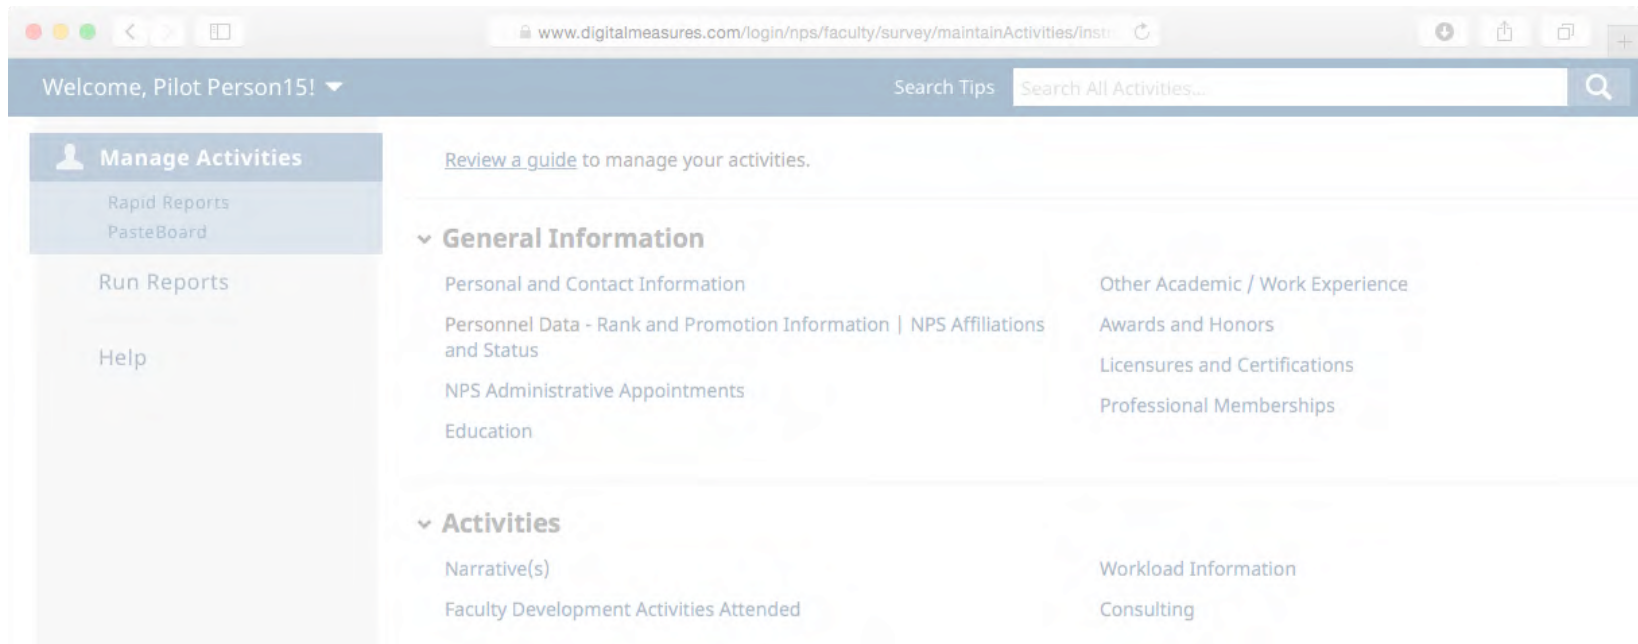 www.digitalmeasures.com/login/nps/faculty/survey/maintainActivities/inst
Welcome, Pilot Person15!
Search Tips
Search All Activities...
Manage Activities
Rapid Reports
PasteBoard
Run Reports
Help
Review a guide to manage your activities.
General Information
Personal and Contact Information
Personnel Data - Rank and Promotion Information | NPS Affiliations
and Status
NPS Administrative Appointments
Education
Other Academic / Work Experience
Awards and Honors
Licensures and Certifications
Professional Memberships
Activities
Narrative(s)
Faculty Development Activities Attended
Workload Information
Consulting